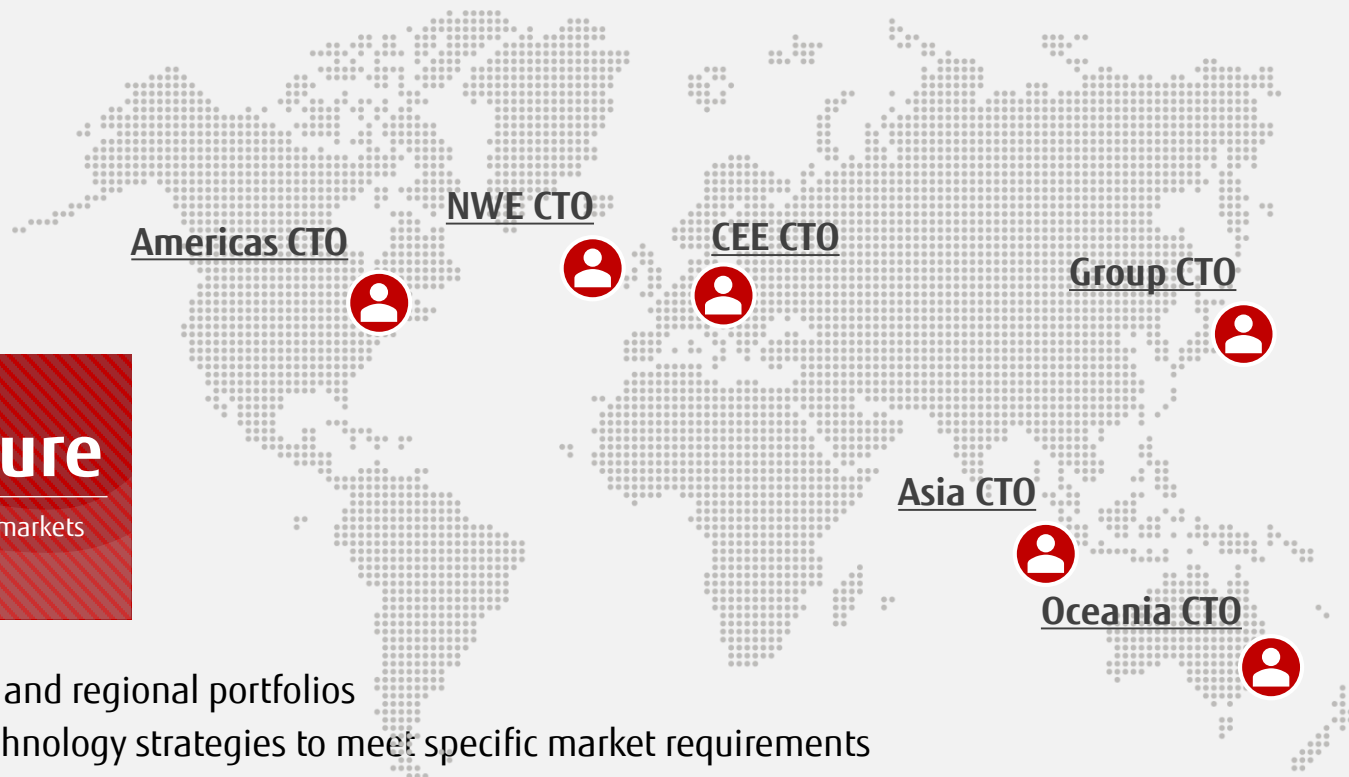 NWE CTO
Americas CTO
CEE CTO
Group CTO
ure
markets
Asia CTO
Oceania CTO
and regional portfolios
hnology strategies to meet specific market requirements